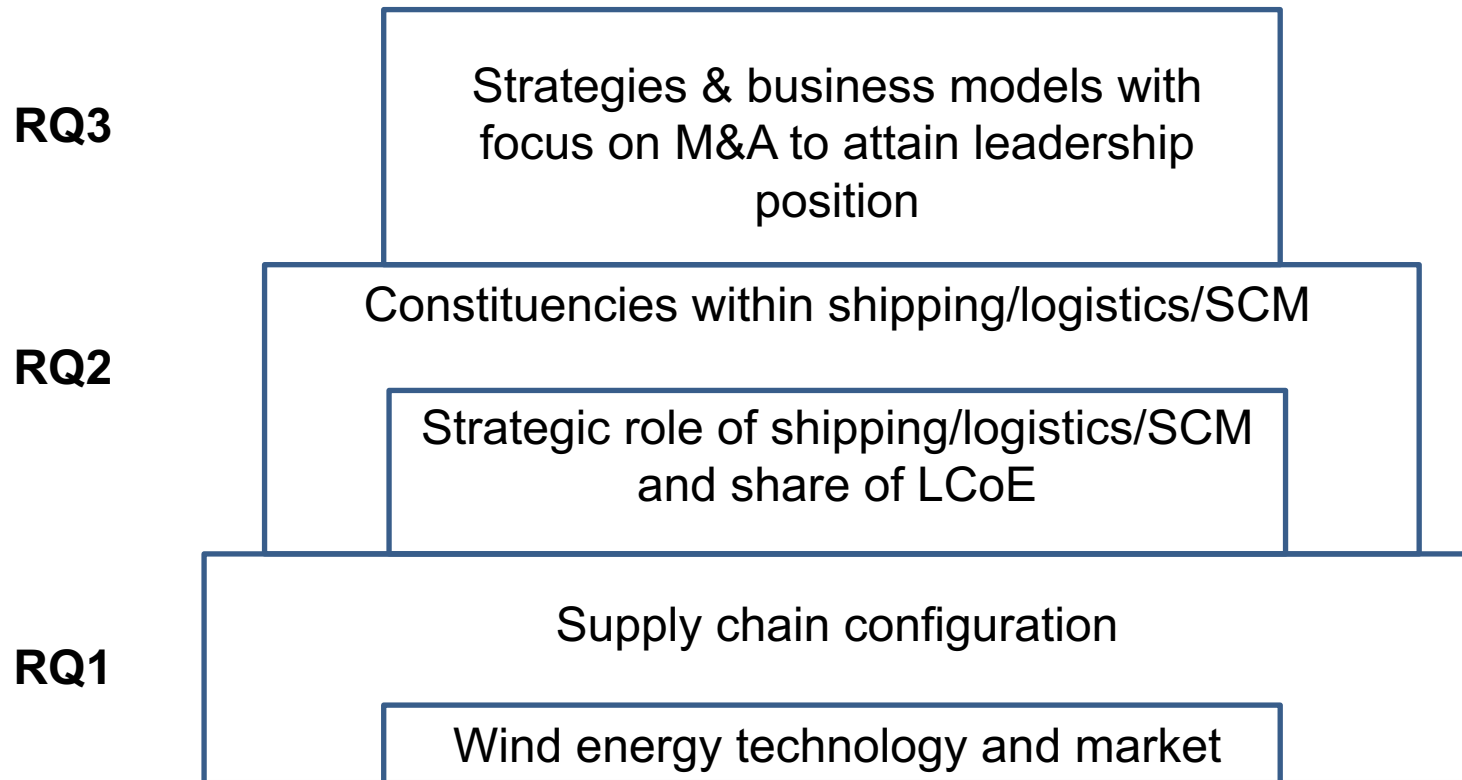 RQ3
Strategies & business models with
focus on M&A to attain leadership
position
RQ2
Constituencies within shipping/logistics/SCM
Strategic role of shipping/logistics/SCM
and share of LCoE
RQ1
Supply chain configuration
Wind energy technology and market